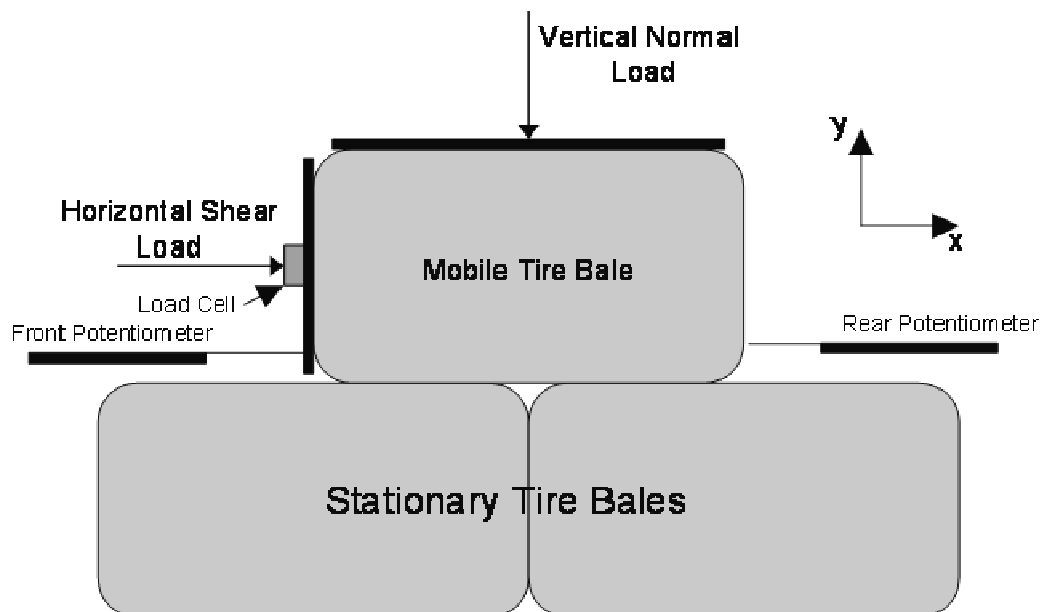 Vertical Normal
Load
y
x
Horizontal Shear
Load
Mobile Tire Bale
Load Cell
Front Potentiometer
Rear Potentiometer
Stationary Tire Bales